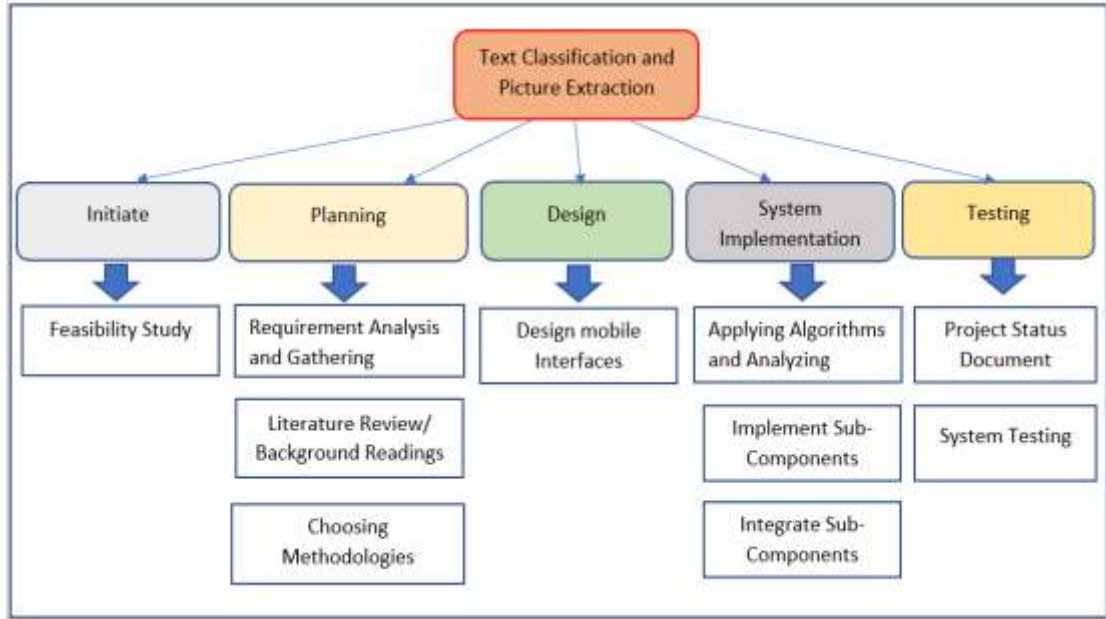 Text Classification and
Picture Extraction
Initiate
Planning
Design
System
Implementation
Testing
Feasibility Study
Requirement Analysis
and Gathering
Literature Review/
Background Readings
Choosing
Methodologies
Design mobile
Interfaces
Applying Algorithms
and Analyzing
Implement Sub-
Components
Integrate Sub-
Components
Project Status
Document
System Testing